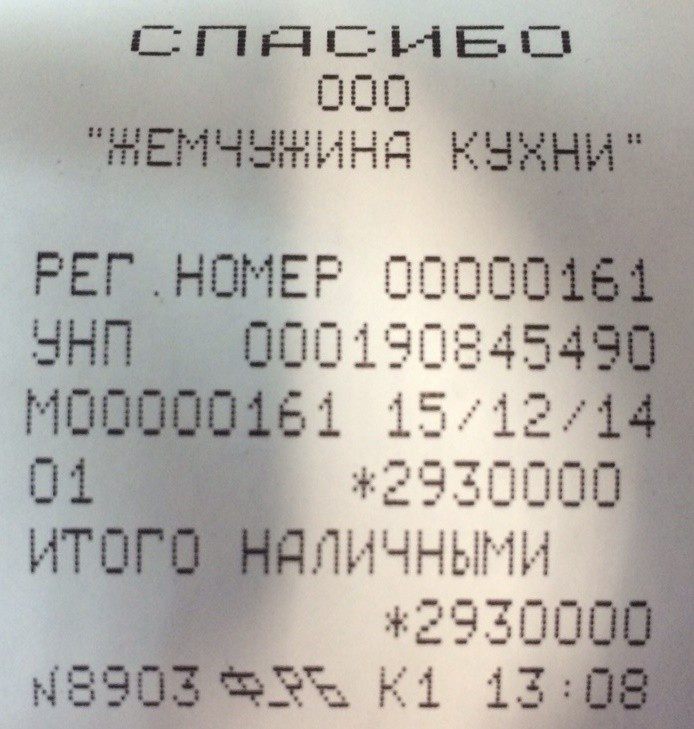 СПАСИБО
ООО
"ЖЕМЧУЖИНА КУХНИ"
РЕГ.НОМЕР 00000161
УНП 000190845490
М00000161 15/12/14
01 *2930000
ИТОГО НАЛИЧНЫМИ
*2930000
N8903 К1 13:08